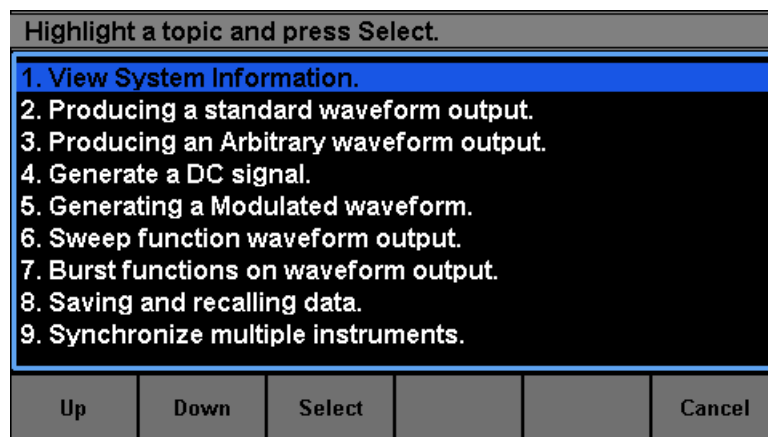 Highlight a topic and press Select.
1. View System Information.
2. Producing a standard waveform output.
3. Producing an Arbitrary waveform output.
4. Generate a DC signal.
5. Generating a Modulated waveform.
6. Sweep function waveform output.
7. Burst functions on waveform output.
8. Saving and recalling data.
9. Synchronize multiple instruments.
Up Down Select Cancel